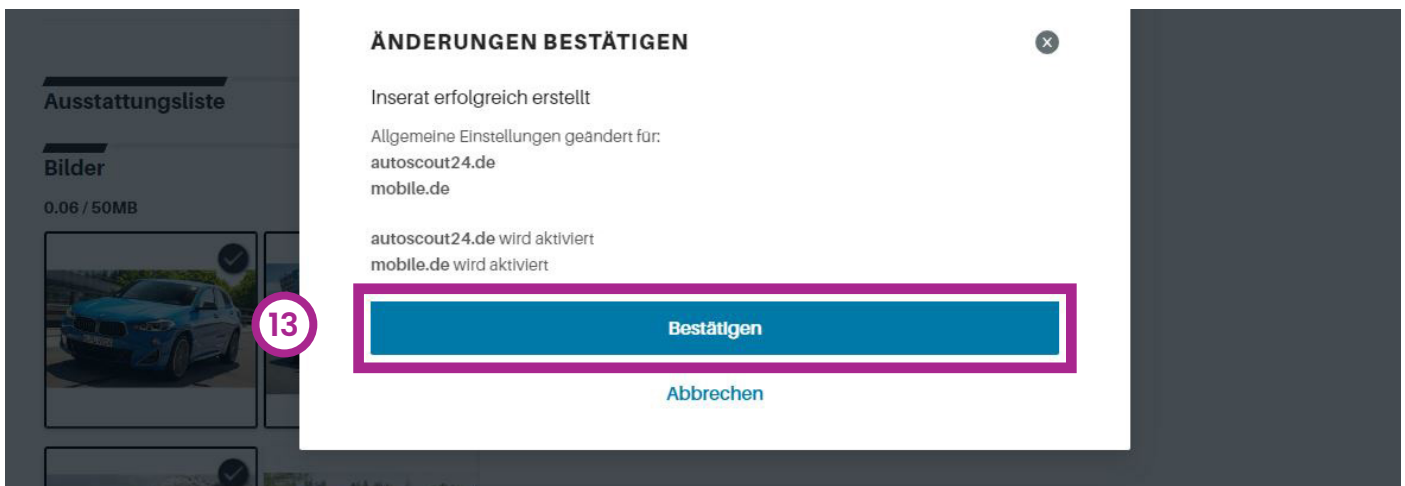 ÄNDERUNGEN BESTÄTIGEN
Inserat erfolgreich erstellt
Allgemeine Einstellungen geändert für:
autoscout24.de
mobile.de
autoscout24.de wird aktiviert
mobile.de wird aktiviert
13
Bestätigen
Abbrechen
Ausstattungsliste
Bilder
0.06 / 50MB